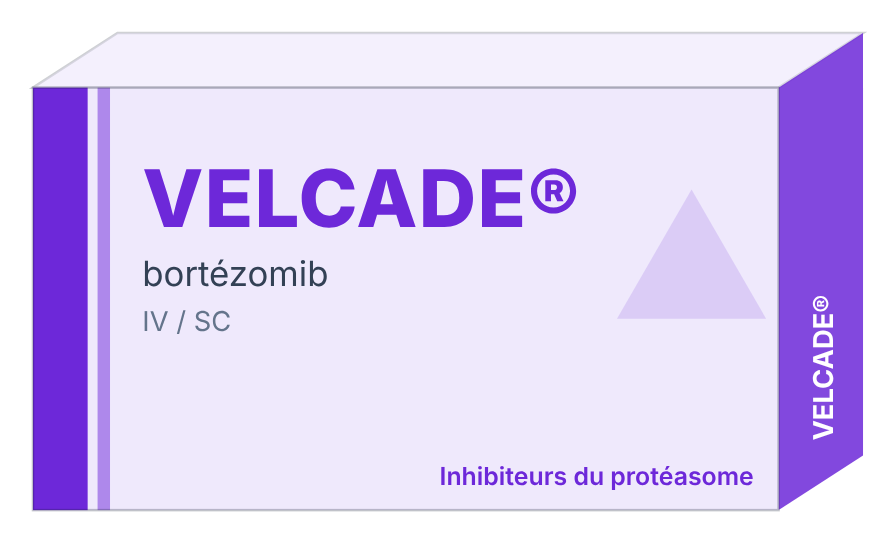 VELCADE®
bortézomib
IV / SC
Inhibiteurs du protéasome
VELCADE®